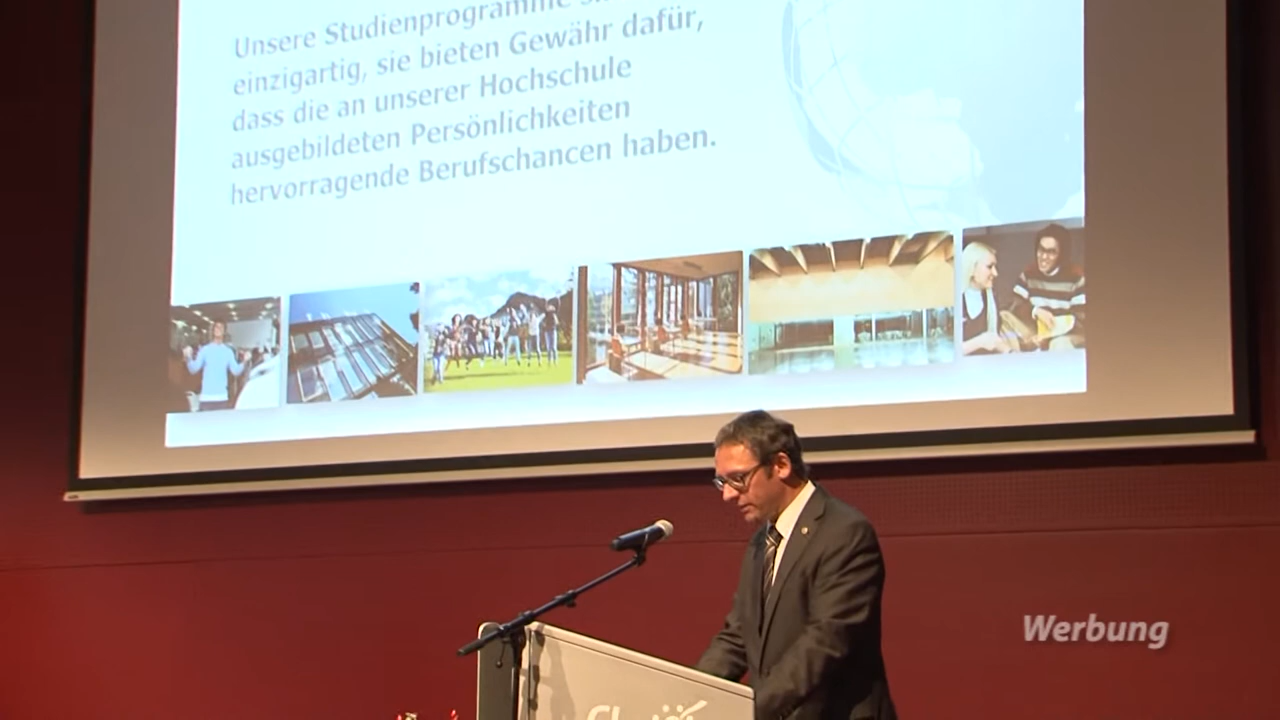 Unsere Studienprogramme
einzigartig, sie bieten Gewähr dafür,
dass die an unserer Hochschule
ausgebildeten Persönlichkeiten
hervorragende Berufschancen haben.
Werbung